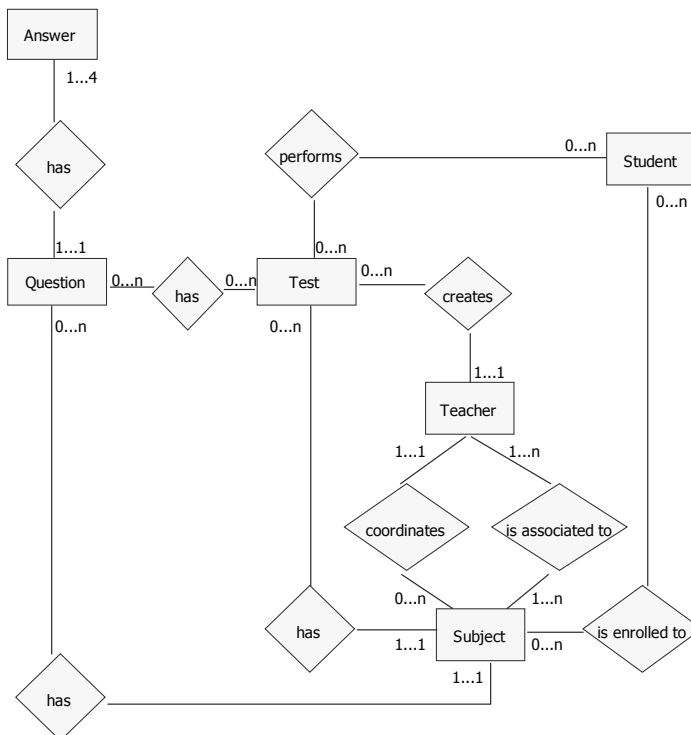 Answer
1...4
has
performs
0...n
Student
0...n
1...1
0...n
Question
0...n
has
0...n
Test
0...n
creates
0...n
0...n
1...1
Teacher
1...1
1...n
coordinates
is associated to
0...n
1...n
has
1...1
Subject
0...n
is enrolled to
1...1
has